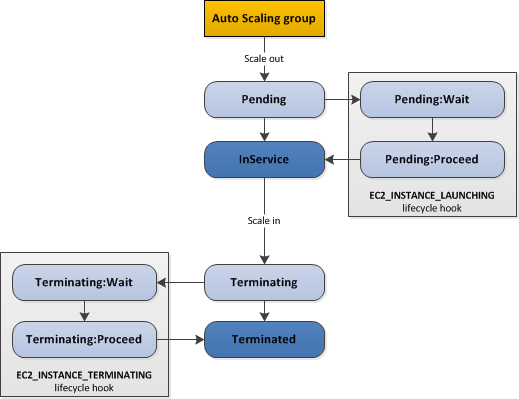 Auto Scaling group
Scale out
Pending
Pending:Wait
InService
Pending:Proceed
EC2_INSTANCE_LAUNCHING
lifecycle hook
Scale in
Terminating:Wait
Terminating
Terminating:Proceed
Terminated
EC2_INSTANCE_TERMINATING
lifecycle hook